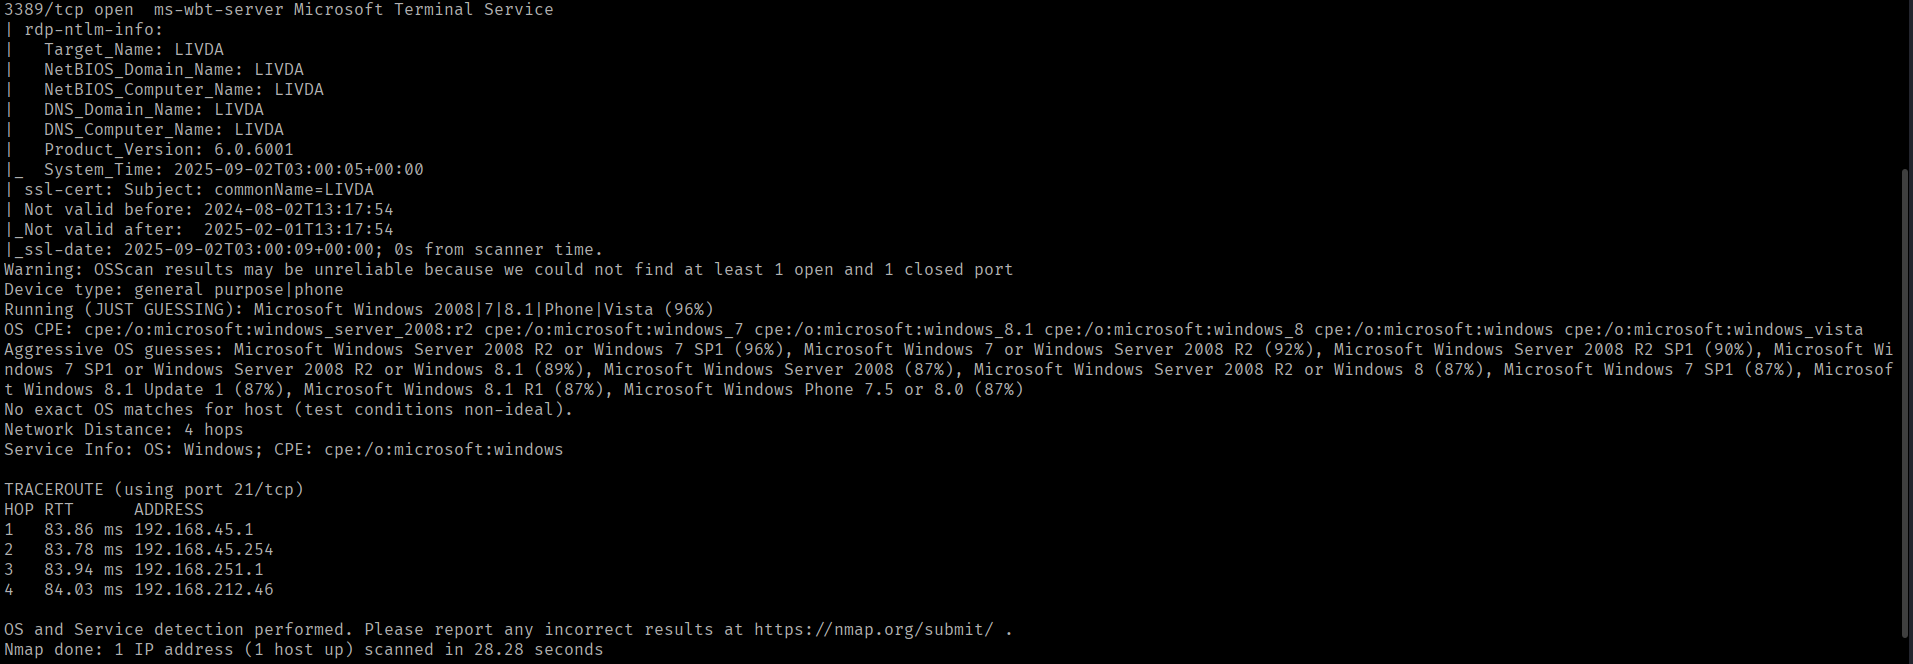 3389/tcp open  ms-wbt-server Microsoft Terminal Service
| rdp-ntlm-info:
|   Target_Name: LIVDA
|   NetBIOS_Domain_Name: LIVDA
|   NetBIOS_Computer_Name: LIVDA
|   DNS_Domain_Name: LIVDA
|   DNS_Computer_Name: LIVDA
|   Product_Version: 6.0.6001
|_  System_Time: 2025-09-02T03:00:05+00:00
| ssl-cert: Subject: commonName=LIVDA
| Not valid before: 2024-08-02T13:17:54
|_Not valid after:  2025-02-01T13:17:54
|_ssl-date: 2025-09-02T03:00:09+00:00; 0s from scanner time.
Warning: OSScan results may be unreliable because we could not find at least 1 open and 1 closed port
Device type: general purpose|phone
Running (JUST GUESSING): Microsoft Windows 2008|7|8.1|Phone|Vista (96%)
OS CPE: cpe:/o:microsoft:windows_server_2008:r2 cpe:/o:microsoft:windows_7 cpe:/o:microsoft:windows_8.1 cpe:/o:microsoft:windows_8 cpe:/o:microsoft:windows cpe:/o:microsoft:windows_vista
Aggressive OS guesses: Microsoft Windows Server 2008 R2 or Windows 7 SP1 (96%), Microsoft Windows 7 or Windows Server 2008 R2 (92%), Microsoft Windows Server 2008 R2 SP1 (90%), Microsoft Wi
ndows 7 SP1 or Windows Server 2008 R2 or Windows 8.1 (89%), Microsoft Windows Server 2008 (87%), Microsoft Windows Server 2008 R2 or Windows 8 (87%), Microsoft Windows 7 SP1 (87%), Microsof
t Windows 8.1 Update 1 (87%), Microsoft Windows 8.1 R1 (87%), Microsoft Windows Phone 7.5 or 8.0 (87%)
No exact OS matches for host (test conditions non-ideal).
Network Distance: 4 hops
Service Info: OS: Windows; CPE: cpe:/o:microsoft:windows

TRACEROUTE (using port 21/tcp)
HOP RTT      ADDRESS
1   83.86 ms 192.168.45.1
2   83.78 ms 192.168.45.254
3   83.94 ms 192.168.251.1
4   84.03 ms 192.168.212.46

OS and Service detection performed. Please report any incorrect results at https://nmap.org/submit/ .
Nmap done: 1 IP address (1 host up) scanned in 28.28 seconds